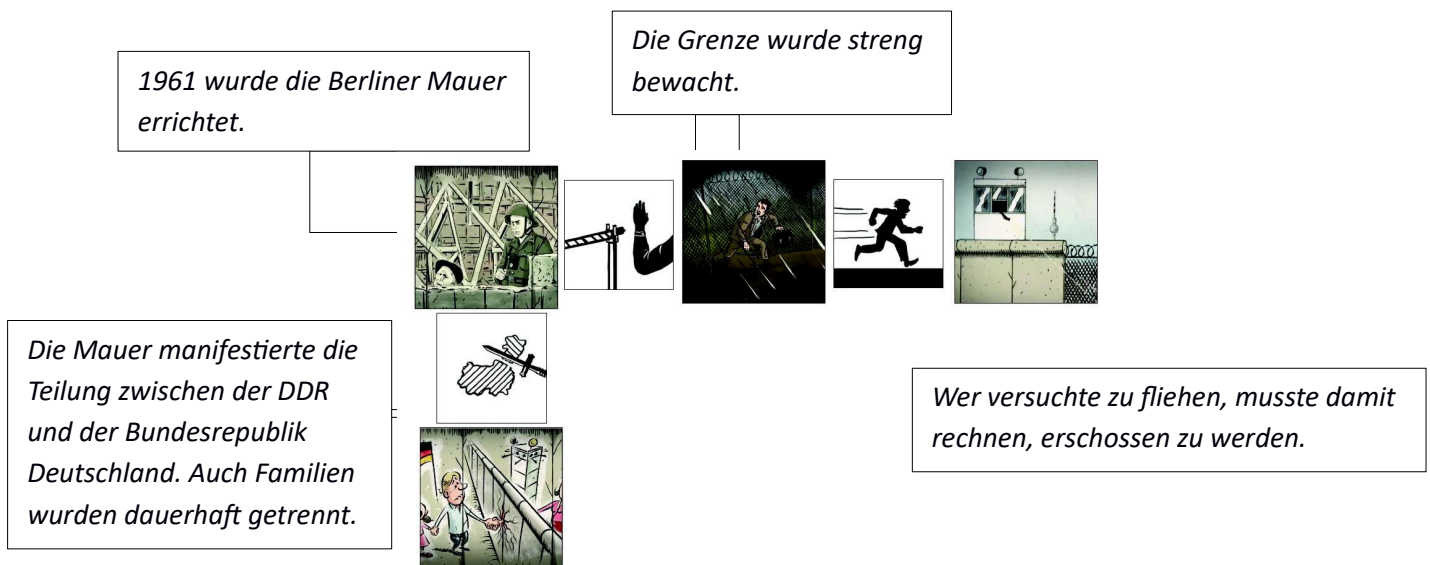 Die Grenze wurde streng
bewacht.
1961 wurde die Berliner Mauer
errichtet.
Die Mauer manifestierte die
Teilung zwischen der DDR
und der Bundesrepublik
Deutschland. Auch Familien
wurden dauerhaft getrennt.
Wer versuchte zu fliehen, musste damit
rechnen, erschossen zu werden.